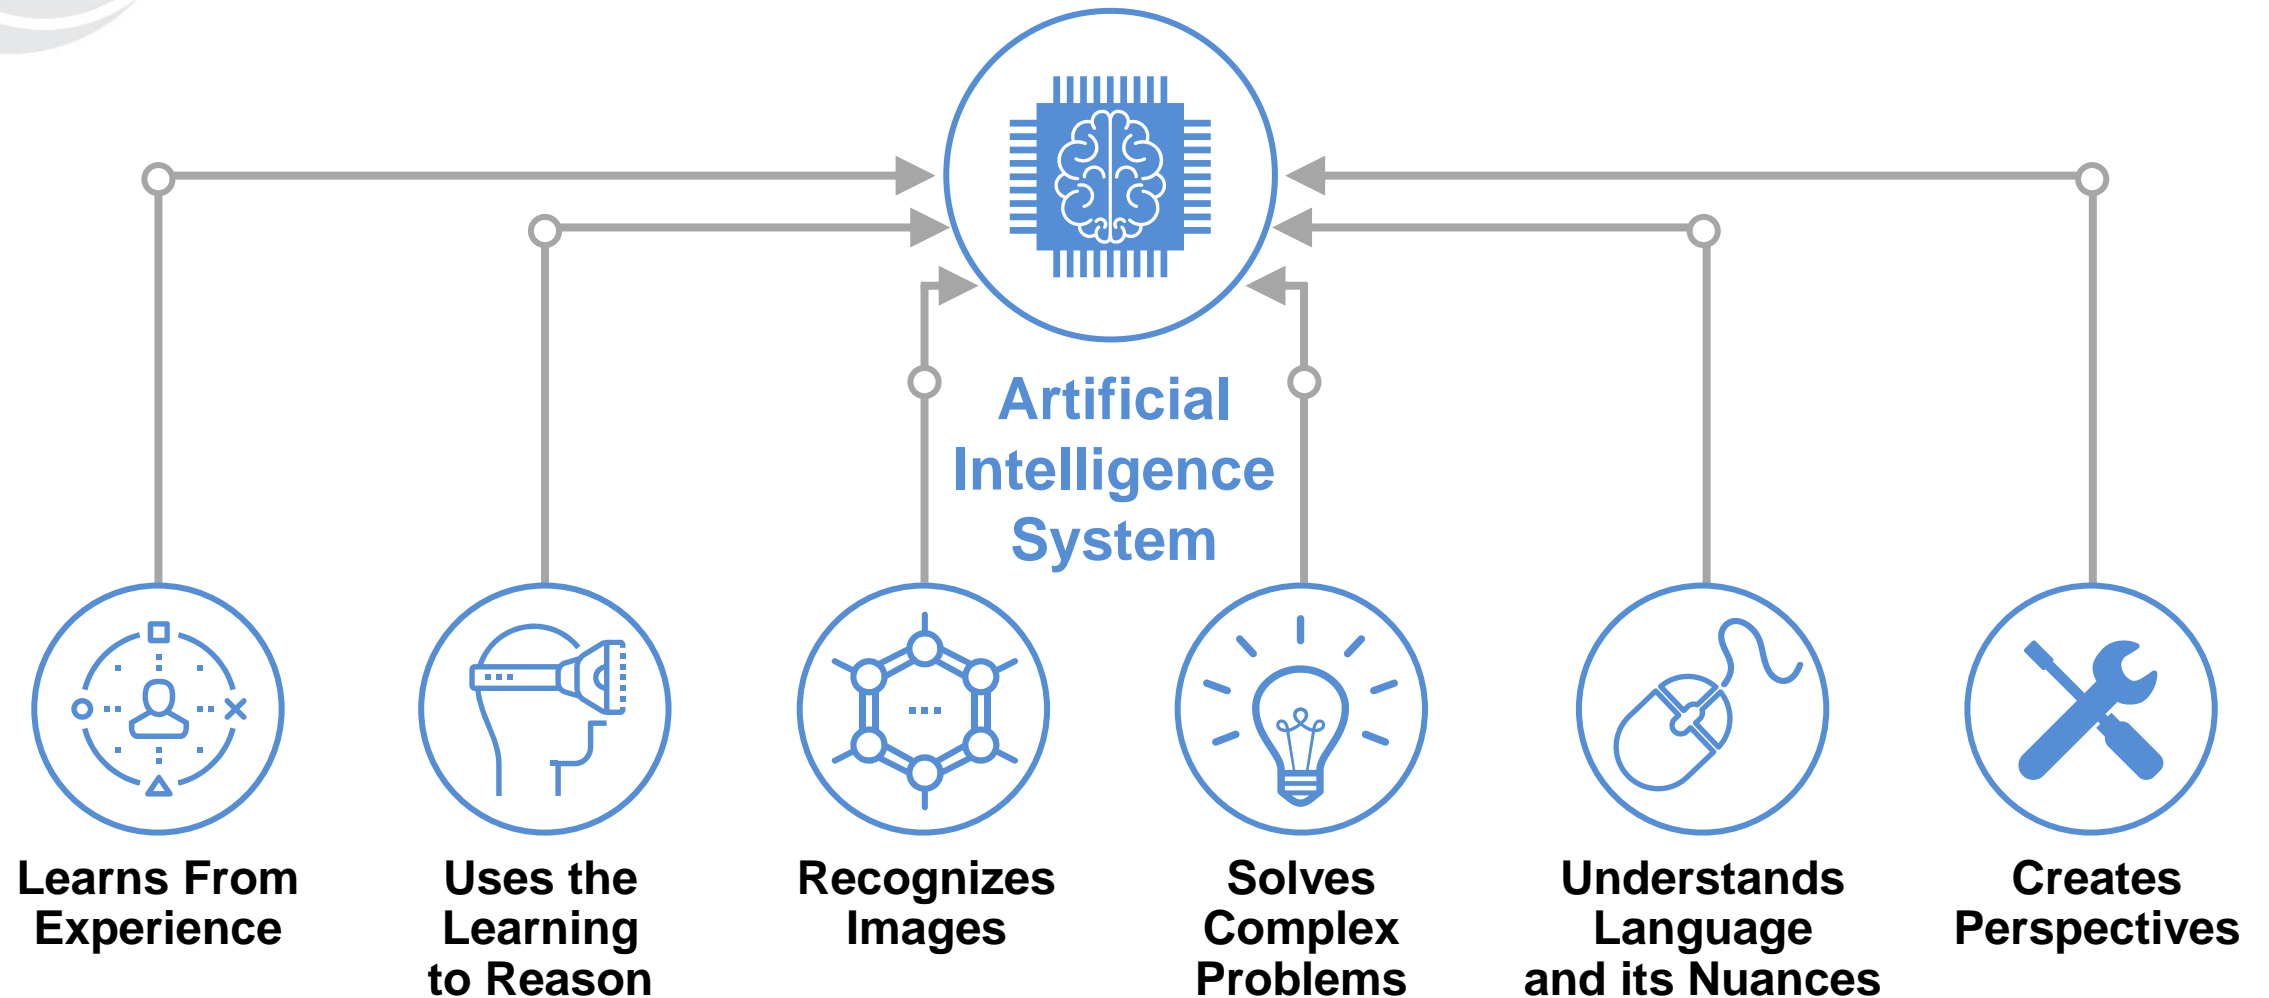 Artificial
Intelligence
System
Learns From
Experience
Uses the
Learning
to Reason
Recognizes
Images
Solves
Complex
Problems
Understands
Language
and its Nuances
Creates
Perspectives